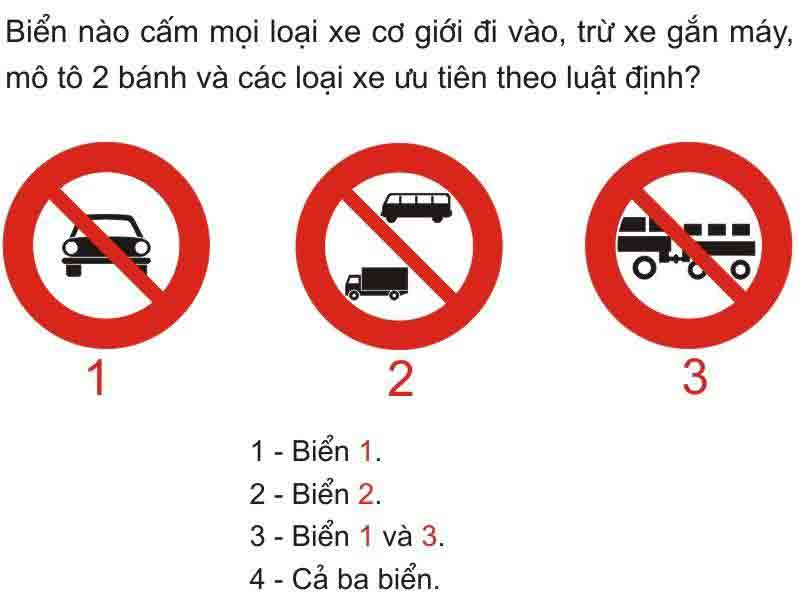 Biển nào cấm mọi loại xe cơ giới đi vào, trừ xe gắn máy,
mô tô 2 bánh và các loại xe ưu tiên theo luật định?
1
2
3
1 - Biển 1.
2 - Biển 2.
3 - Biển 1 và 3.
4 - Cả ba biển.